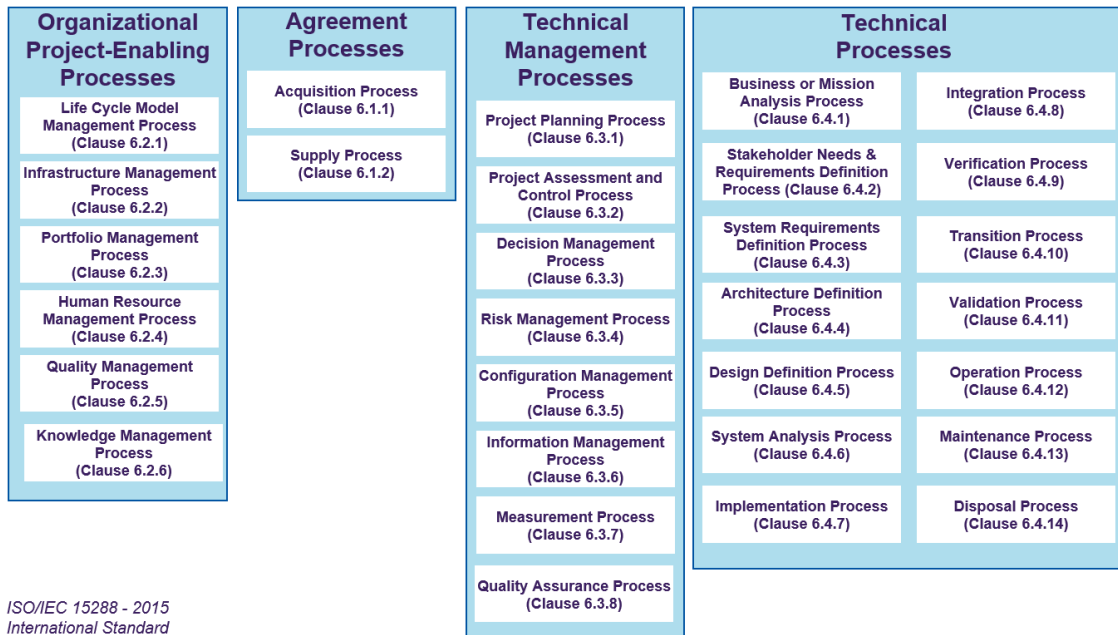 Organizational
Project-Enabling
Processes
Life Cycle Model
Management Process
(Clause 6.2.1)
Infrastructure Management
Process
(Clause 6.2.2)
Portfolio Management
Process
(Clause 6.2.3)
Human Resource
Management Process
(Clause 6.2.4)
Quality Management
Process
(Clause 6.2.5)
Knowledge Management
Process
(Clause 6.2.6)
Agreement
Processes
Acquisition Process
(Clause 6.1.1)
Supply Process
(Clause 6.1.2)
Technical
Management
Processes
Project Planning Process
(Clause 6.3.1)
Project Assessment and
Control Process
(Clause 6.3.2)
Decision Management
Process
(Clause 6.3.3)
Risk Management Process
(Clause 6.3.4)
Configuration Management
Process
(Clause 6.3.5)
Information Management
Process
(Clause 6.3.6)
Measurement Process
(Clause 6.3.7)
Quality Assurance Process
(Clause 6.3.8)
Technical
Processes
Business or Mission
Analysis Process
(Clause 6.4.1)
Stakeholder Needs &
Requirements Definition
Process (Clause 6.4.2)
System Requirements
Definition Process
(Clause 6.4.3)
Architecture Definition
Process
(Clause 6.4.4)
Design Definition Process
(Clause 6.4.5)
System Analysis Process
(Clause 6.4.6)
Implementation Process
(Clause 6.4.7)
Integration Process
(Clause 6.4.8)
Verification Process
(Clause 6.4.9)
Transition Process
(Clause 6.4.10)
Validation Process
(Clause 6.4.11)
Operation Process
(Clause 6.4.12)
Maintenance Process
(Clause 6.4.13)
Disposal Process
(Clause 6.4.14)
ISO/IEC 15288 - 2015
International Standard